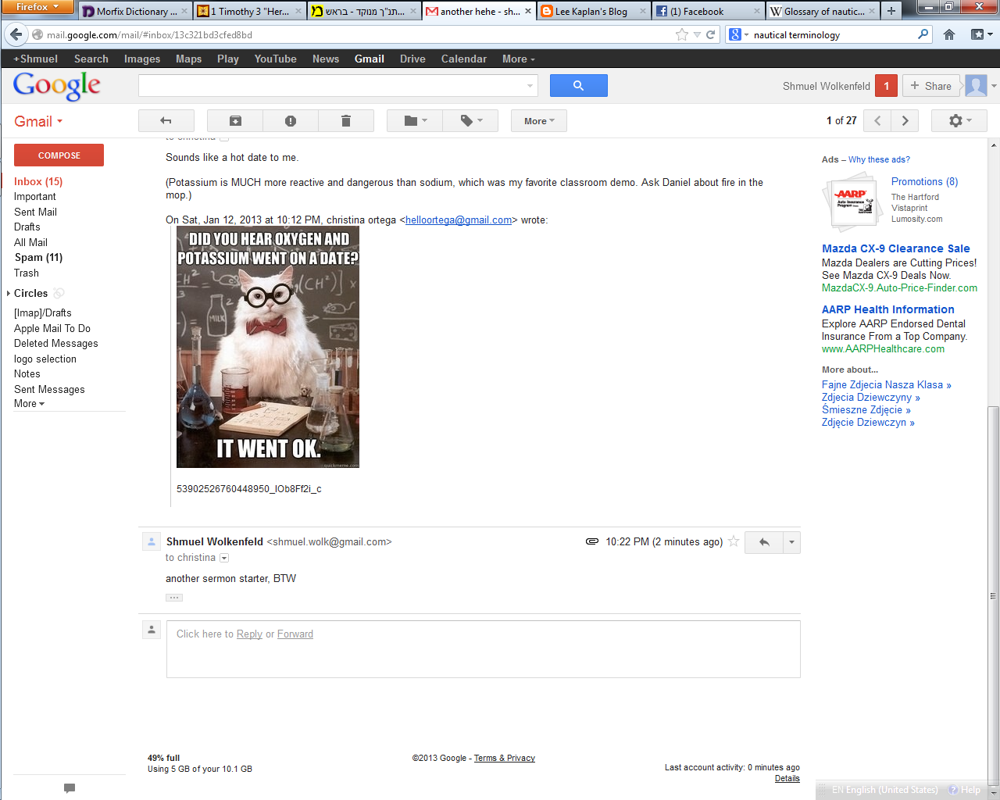 Firefox
Morfix Dictionary ...
1 Timothy 3 "Her...
תנ"ך מנוקד - בראש...
another hehe - sh...
Lee Kaplan's Blog
(1) Facebook
Glossary of nautic...
mail.google.com/mail/#inbox/13c321bd3cfed8bd
nautical terminology
+Shmuel Search Images Maps Play YouTube News Gmail Drive Calendar More
Google
Shmuel Wolkenfeld 1 + Share
Gmail
More
1 of 27
COMPOSE
Inbox (15)
Important
Sent Mail
Drafts
All Mail
Spam (11)
Trash
Circles
[Imap]/Drafts
Apple Mail To Do
Deleted Messages
logo selection
Notes
Sent Messages
More
to christina
Sounds like a hot date to me.
(Potassium is MUCH more reactive and dangerous than sodium, which was my favorite classroom demo. Ask Daniel about fire in the
mop.)
On Sat, Jan 12, 2013 at 10:12 PM, christina ortega <helloortega@gmail.com> wrote:
DID YOU HEAR OXYGEN AND
POTASSIUM WENT ON A DATE?
MILK
IT WENT OK.
quickmeme.com
53902526760448950_IOb8Ff2i_c
Shmuel Wolkenfeld <shmuel.wolk@gmail.com>
10:22 PM (2 minutes ago)
to christina
another sermon starter, BTW
Click here to Reply or Forward
49% full
Using 5 GB of your 10.1 GB
©2013 Google - Terms & Privacy
Last account activity: 0 minutes ago
Details
Ads – Why these ads?
AARP
Auto Insurance
Program
Promotions (8)
The Hartford
Vistaprint
Lumosity.com
Mazda CX-9 Clearance Sale
Mazda Dealers are Cutting Prices!
See Mazda CX-9 Deals Now.
MazdaCX-9.Auto-Price-Finder.com
AARP Health Information
Explore AARP Endorsed Dental
Insurance From a Top Company.
www.AARPHealthcare.com
More about...
Fajne Zdjecia Nasza Klasa »
Zdjecia Dziewczyny »
Śmieszne Zdjęcie »
Zdjęcie Dziewczyn »
EN English (United States) Help